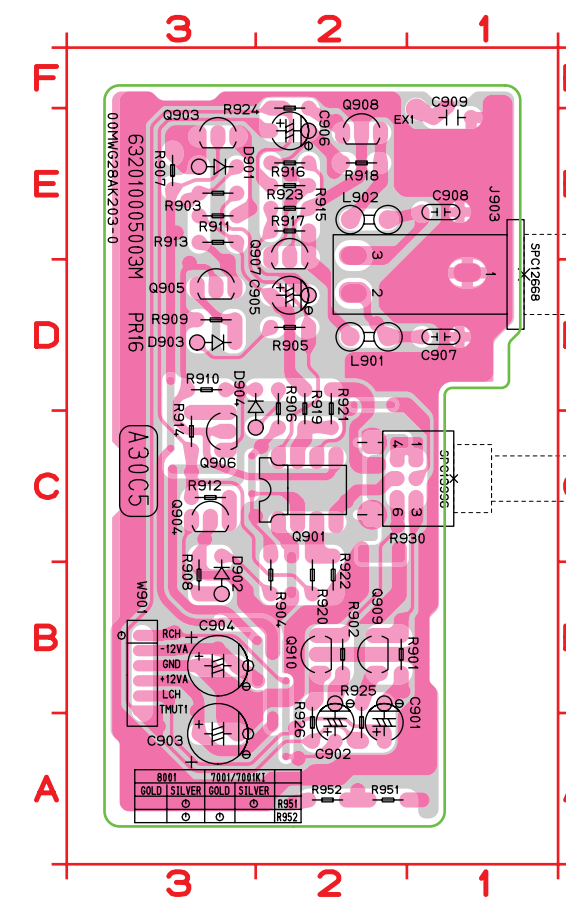 3
2
1
F
E
D
C
B
A
R924
Q903
C906
Q908
EX1
C909
00MWG28AK203-0
632010005003M
PR16
R907
D901
R916
R918
R923
R903
R915
L902
C908
J903
R911
R917
R913
Q907
3
2
1
SPC12668
Q905
C905
R909
D903
R905
L901
C907
R910
D904
R914
R906
R919
R921
A30C5
Q906
R912
Q904
Q901
4
1
6
3
R930
R908
D902
R904
R920
R922
R902
Q909
W901
RCH
-12VA
GND
+12VA
LCH
TMUT1
C904
Q910
R901
R925
R926
C901
C902
C903
8001
7001/7001KI
GOLD
SILVER
GOLD
SILVER
R951
R952
R952
R951
3
2
1